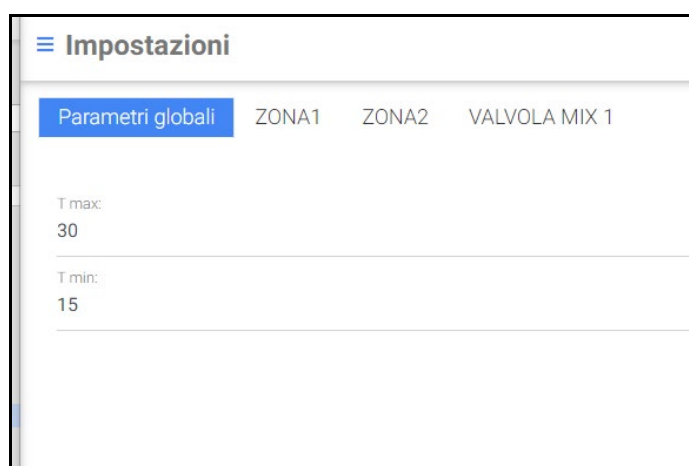 Impostazioni
Parametri globali ZONA1 ZONA2 VALVOLA MIX 1
T max:
30
T min:
15